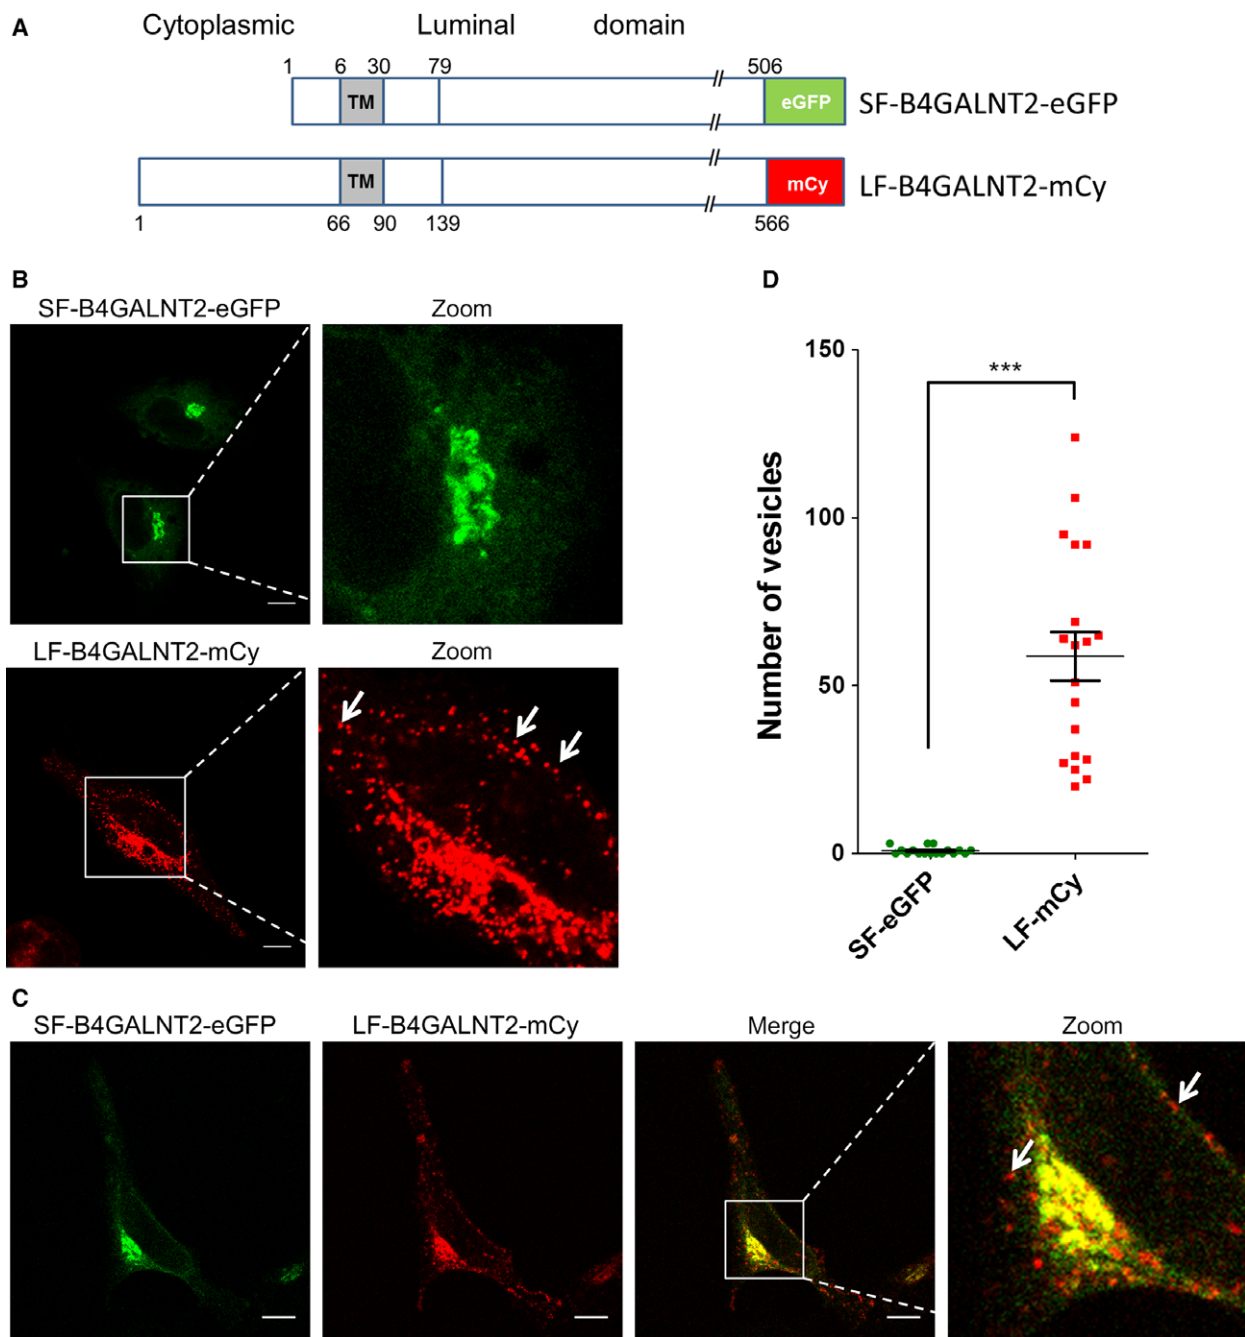 A
Cytoplasmic Luminal domain
1 6 30 79 506
TM eGFP SF-B4GALNT2-eGFP
TM mCy LF-B4GALNT2-mCy
1 66 90 139 566
B
SF-B4GALNT2-eGFP Zoom
LF-B4GALNT2-mCy Zoom
D
150
***
100
50
0
Number of vesicles
SF-eGFP
LF-mCy
C
SF-B4GALNT2-eGFP LF-B4GALNT2-mCy Merge Zoom